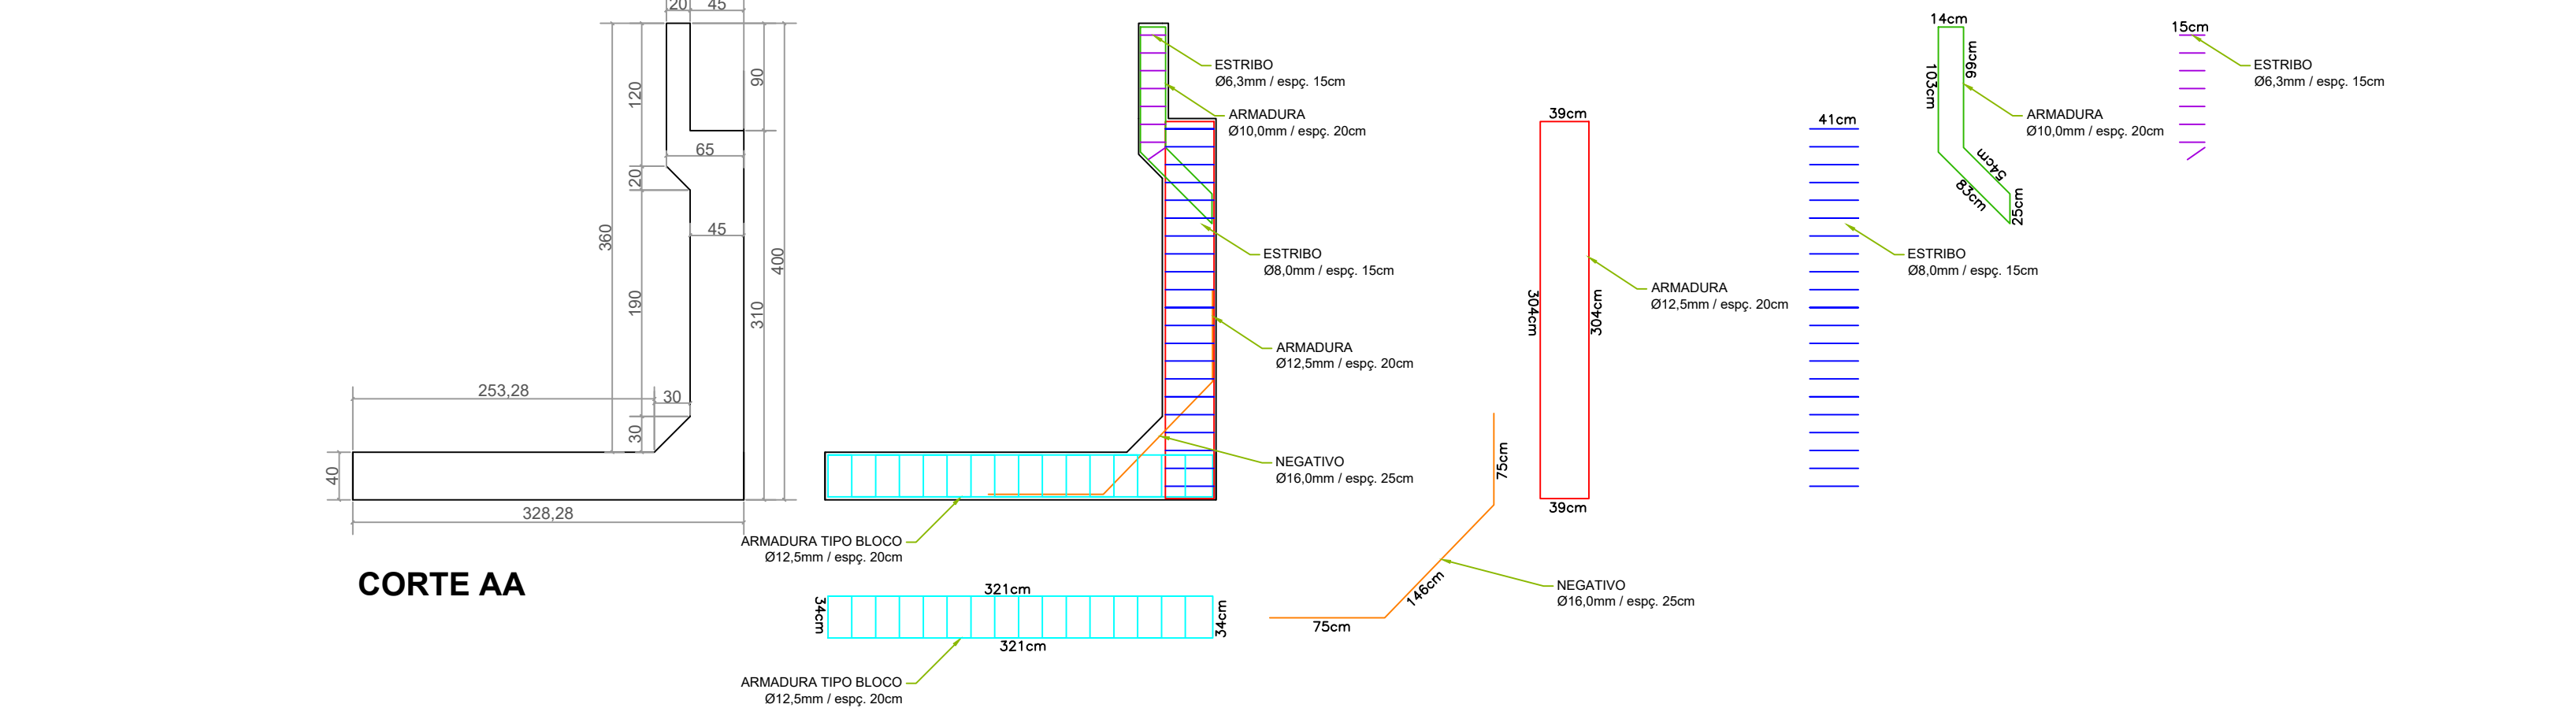 20
45
120
90
65
20
45
360
190
400
310
253,28
30
30
40
328,28
CORTE AA
ESTRIBO
Ø6,3mm / espç. 15cm
ARMADURA
Ø10,0mm / espç. 20cm
ESTRIBO
Ø8,0mm / espç. 15cm
ARMADURA
Ø12,5mm / espç. 20cm
NEGATIVO
Ø16,0mm / espç. 25cm
ARMADURA TIPO BLOCO
Ø12,5mm / espç. 20cm
321cm
34cm
34cm
321cm
ARMADURA TIPO BLOCO
Ø12,5mm / espç. 20cm
75cm
146cm
75cm
NEGATIVO
Ø16,0mm / espç. 25cm
39cm
304cm
304cm
39cm
ARMADURA
Ø12,5mm / espç. 20cm
41cm
ESTRIBO
Ø8,0mm / espç. 15cm
14cm
103cm
99cm
54cm
83cm
25cm
ARMADURA
Ø10,0mm / espç. 20cm
15cm
ESTRIBO
Ø6,3mm / espç. 15cm